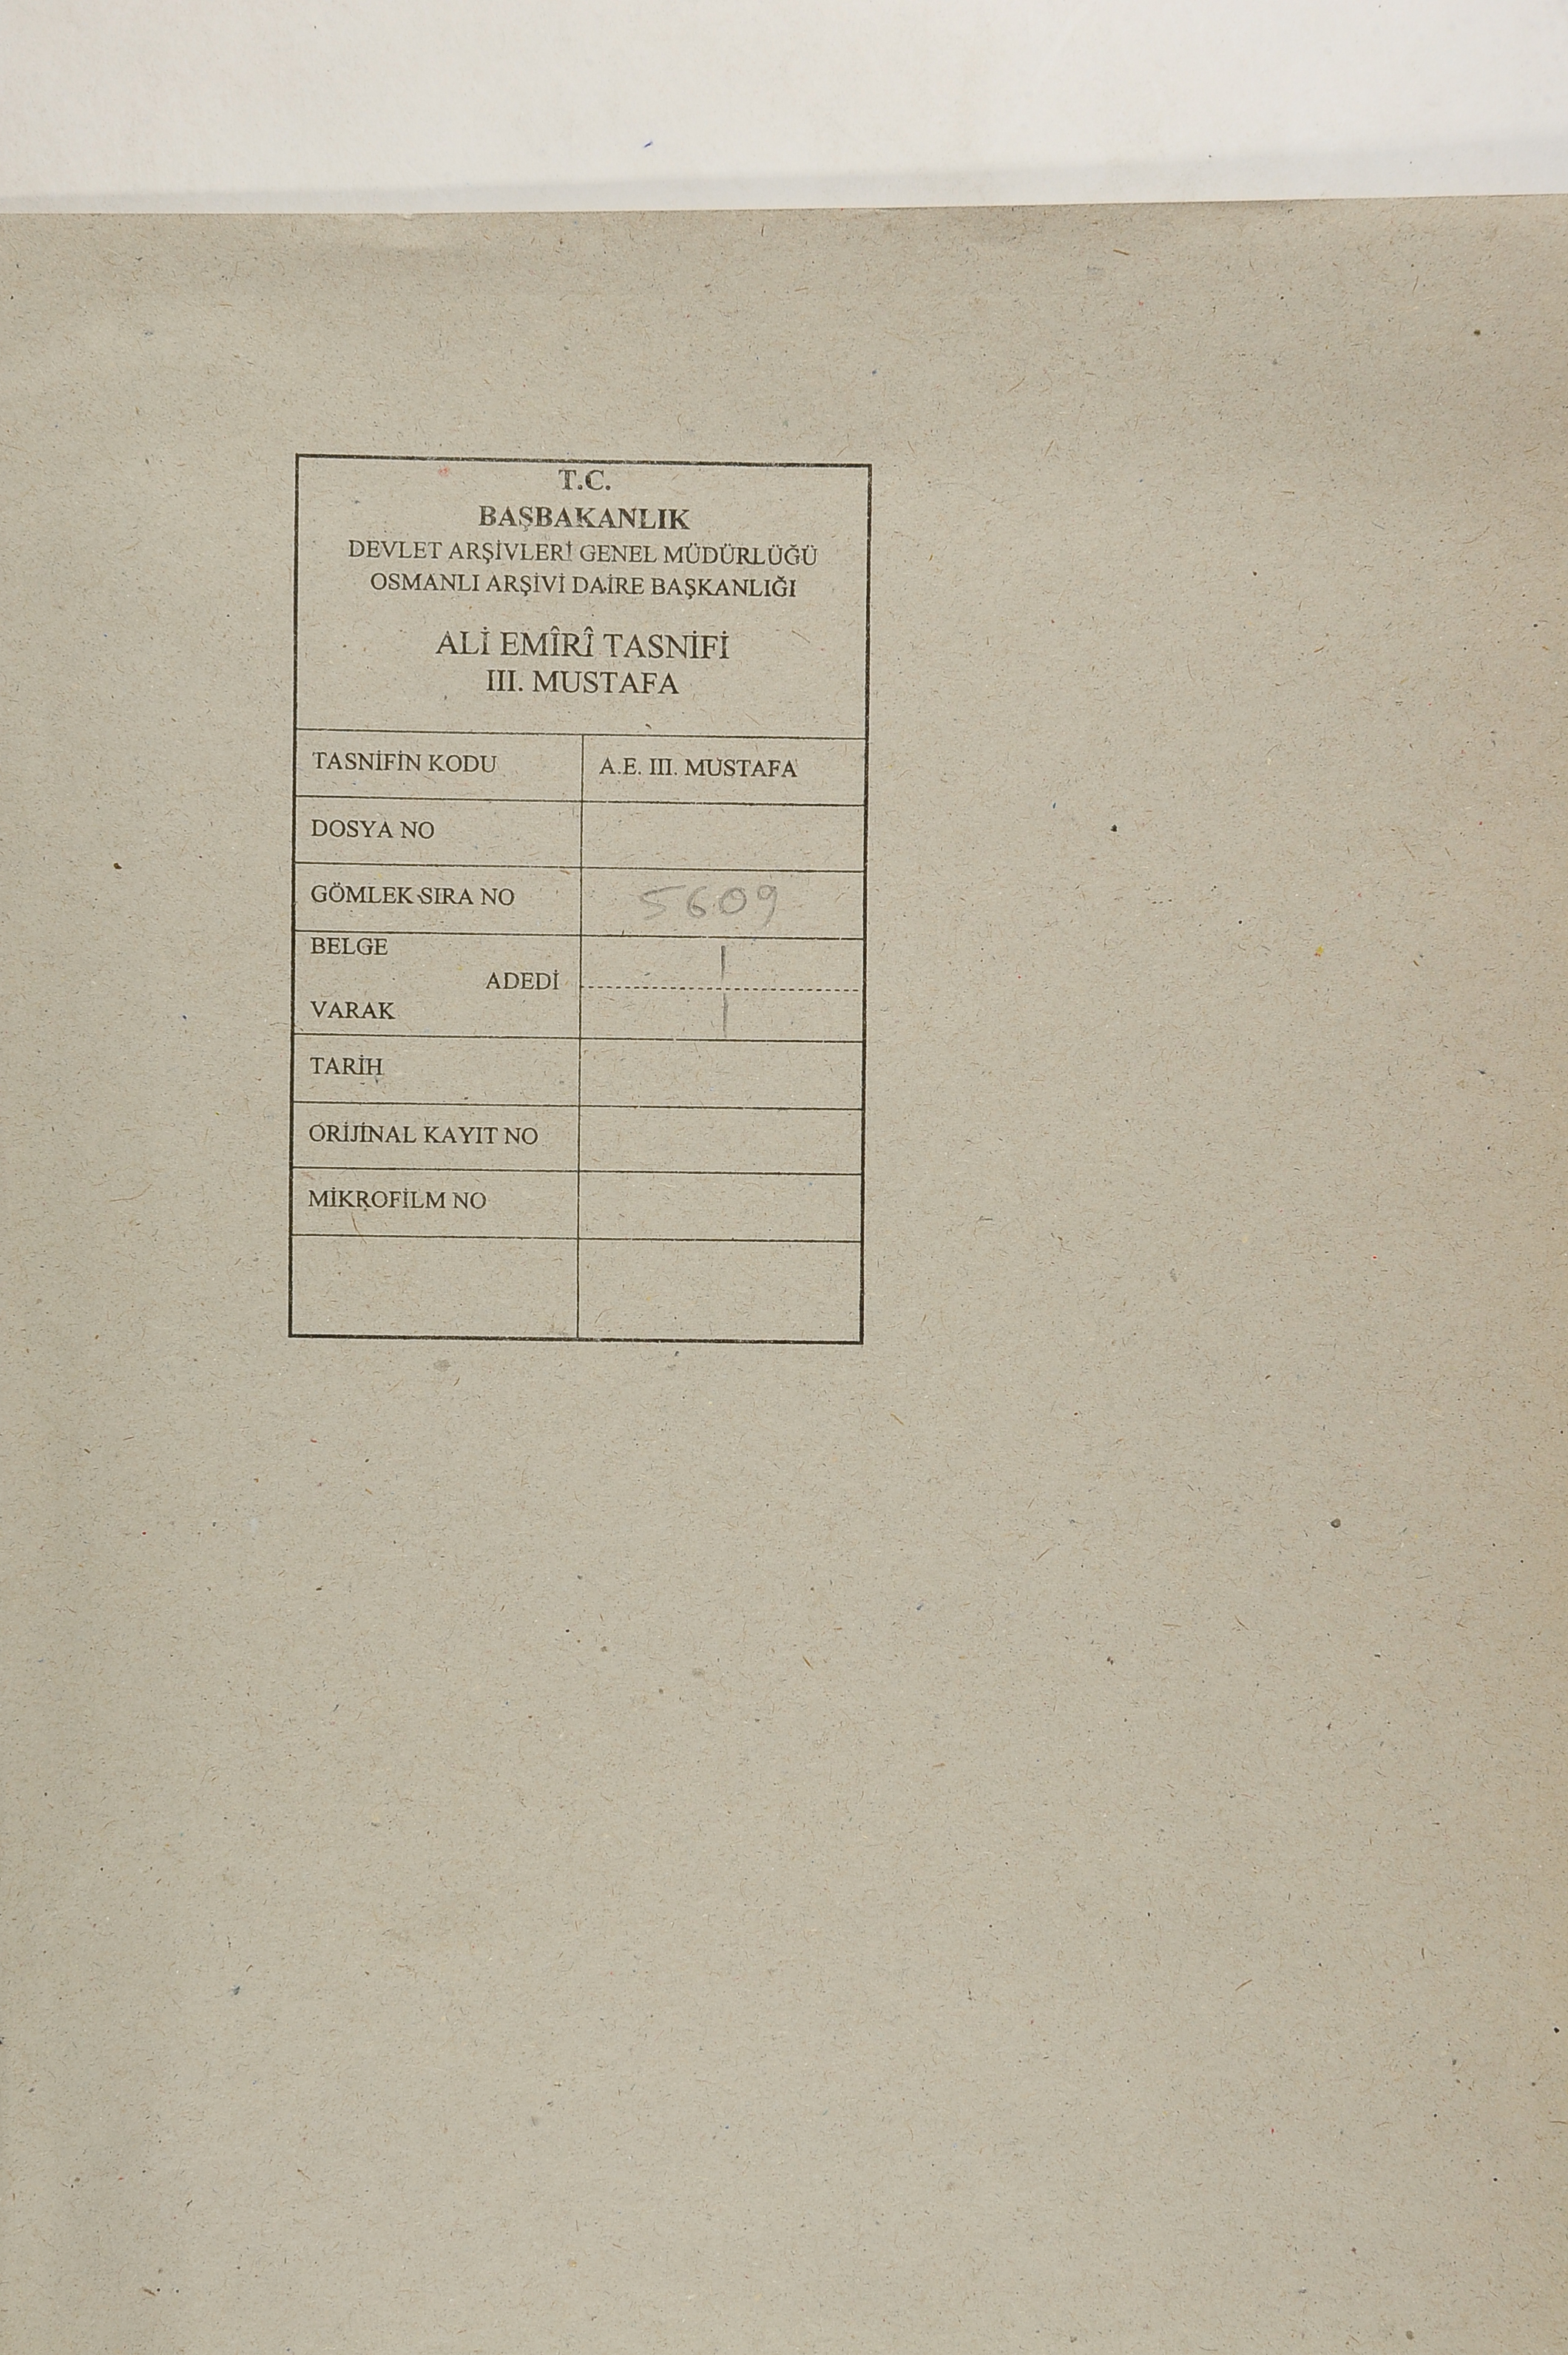 T.C.
BAŞBAKANLIK
DEVLET ARŞİVLERİ GENEL MÜDÜRLÜĞÜ
OSMANLI ARŞİVİ DAİRE BAŞKANLIĞI
ALİ EMÎRÎ TASNİFİ
III. MUSTAFA
TASNİFİN KODU A.E. III. MUSTAFA
DOSYA NO
GÖMLEK SIRA NO 5609
BELGE 1
ADEDİ
VARAK 1
TARİH
ORİJİNAL KAYIT NO
MİKROFİLM NO